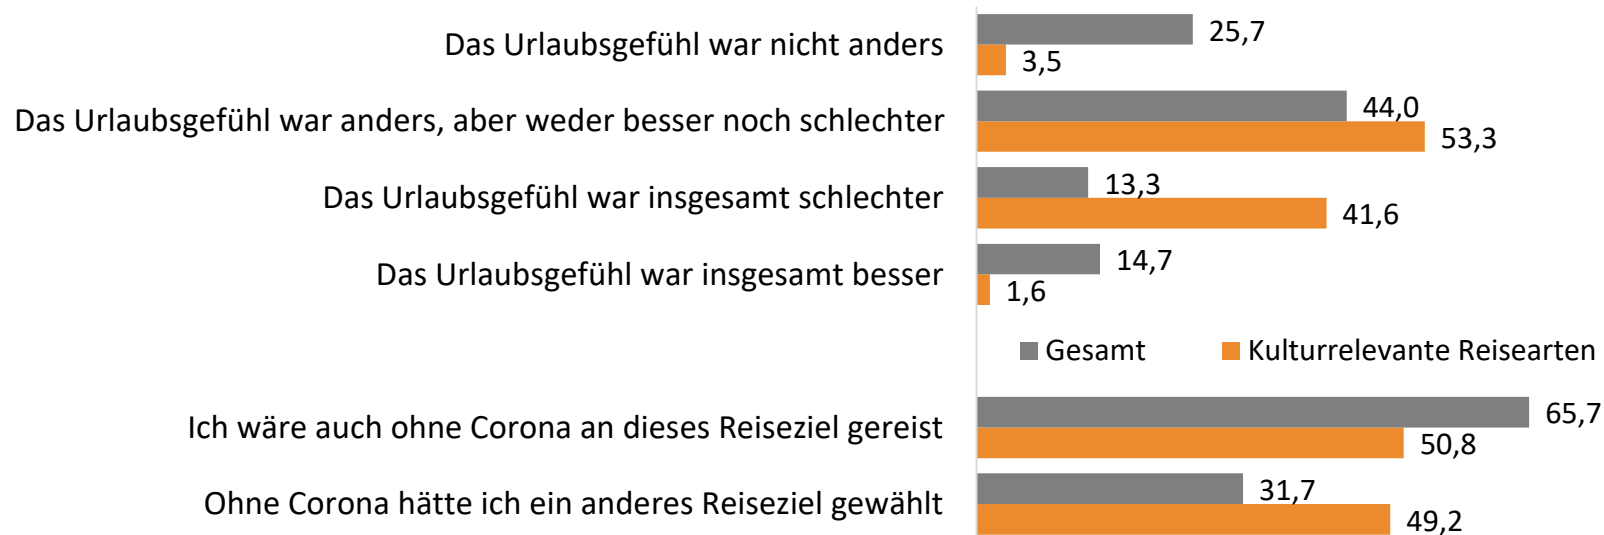 Das Urlaubsgefühl war nicht anders
25,7
3,5
Das Urlaubsgefühl war anders, aber weder besser noch schlechter
44,0
53,3
Das Urlaubsgefühl war insgesamt schlechter
13,3
41,6
Das Urlaubsgefühl war insgesamt besser
14,7
1,6
Gesamt
Kulturrelevante Reisearten
Ich wäre auch ohne Corona an dieses Reiseziel gereist
65,7
50,8
Ohne Corona hätte ich ein anderes Reiseziel gewählt
31,7
49,2